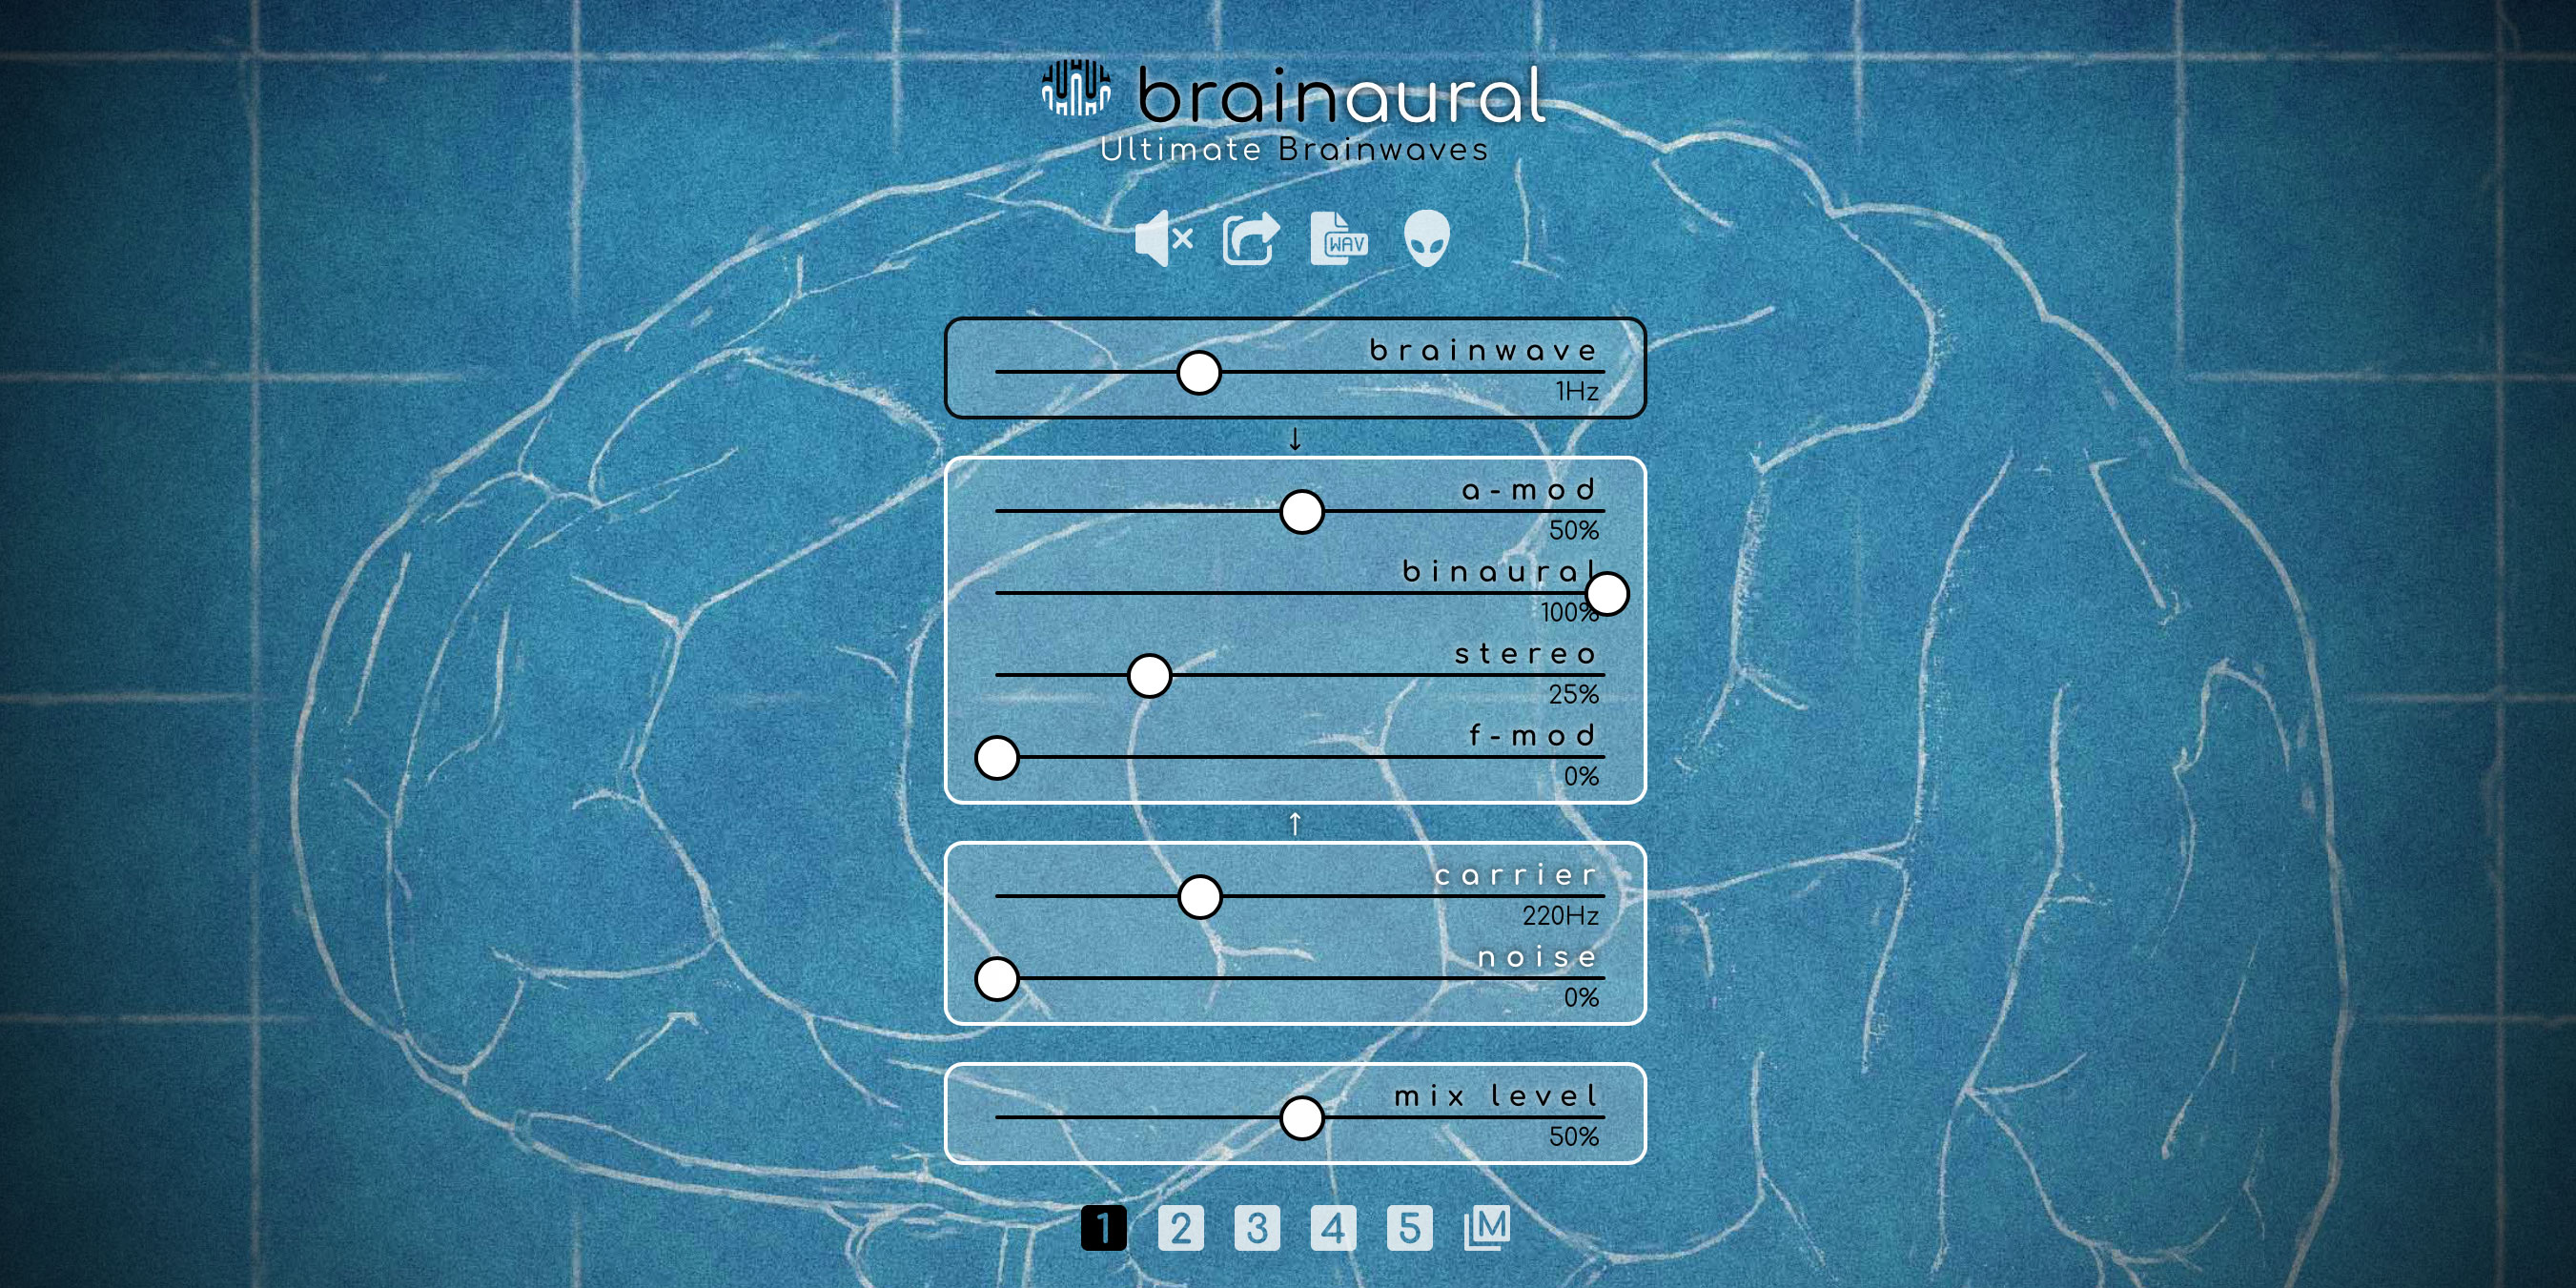 brainaural
Ultimate Brainwaves
WAV
brainwave
1Hz
↓
a-mod
50%
binaural
100%
stereo
25%
f-mod
0%
↑
carrier
220Hz
noise
0%
mix level
50%
1 2 3 4 5 M